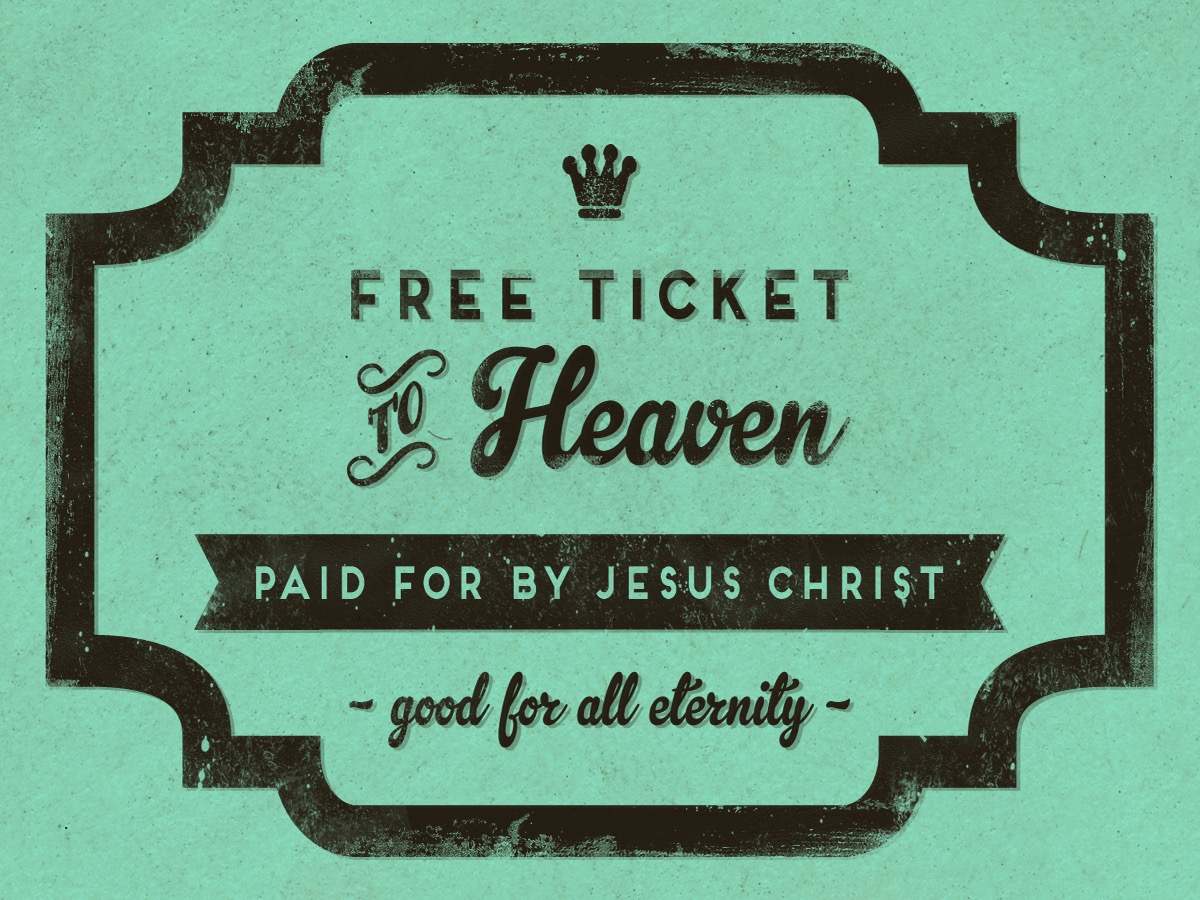 FREE TICKET
TO Heaven
PAID FOR BY JESUS CHRIST
~ good for all eternity ~